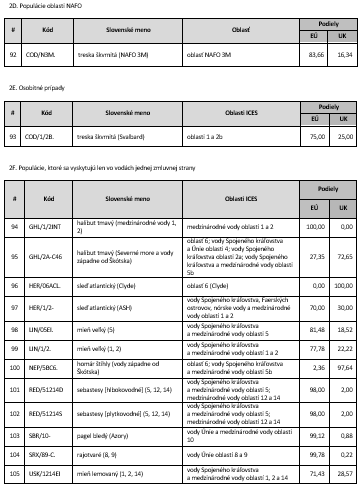 2D. Populácie oblasti NAFO
# Kód Slovenské meno Oblasť Podiely
EÚ UK
92 COD/N3M. treska škvrnitá (NAFO 3M) oblasť NAFO 3M 83,66 16,34
2E. Osobitné prípady
# Kód Slovenské meno Oblasti ICES Podiely
EÚ UK
93 COD/1/2B. treska škvrnitá (Svalbard) oblasti 1 a 2b 75,00 25,00
2F. Populácie, ktoré sa vyskytujú len vo vodách jednej zmluvnej strany
# Kód Slovenské meno Oblasti ICES Podiely
EÚ UK
94 GHL/1/2INT halibut tmavý (medzinárodné vody 1, 2) medzinárodné vody oblasti 1 a 2 100,00 0,00
95 GHL/2A-C46 halibut tmavý (Severné more a vody západne od Škótska) oblasť 6; vody Spojeného kráľovstva a Únie oblasti 4; vody Spojeného kráľovstva oblasti 2a; vody Spojeného kráľovstva a medzinárodné vody oblasti 5b 27,35 72,65
96 HER/06ACL. sleď atlantický (Clyde) oblasť 6 (Clyde) 0,00 100,00
97 HER/1/2- sleď atlantický (ASH) vody Spojeného kráľovstva, Faerských ostrovov, nórske vody a medzinárodné vody oblasti 1 a 2 70,00 30,00
98 LIN/05EI. mieň veľký (5) vody Spojeného kráľovstva a medzinárodné vody oblasti 5 81,48 18,52
99 LIN/1/2. mieň veľký (1, 2) vody Spojeného kráľovstva a medzinárodné vody oblasti 1 a 2 77,78 22,22
100 NEP/5BC6. homár štíhly (vody západne od Škótska) oblasť 6; vody Spojeného kráľovstva a medzinárodné vody oblasti 5b 2,36 97,64
101 RED/51214D sebastesy [hlbokovodné] (5, 12, 14) vody Spojeného kráľovstva a medzinárodné vody oblasti 5; medzinárodné vody oblasti 12 a 14 98,00 2,00
102 RED/51214S sebastesy [plytkovodné] (5, 12, 14) vody Spojeného kráľovstva a medzinárodné vody oblasti 5; medzinárodné vody oblasti 12 a 14 98,00 2,00
103 SBR/10- pagel bledý (Azory) vody Únie a medzinárodné vody oblasti 10 99,12 0,88
104 SRX/89-C. rajotvaré (8, 9) vody Únie oblasti 8 a 9 99,78 0,22
105 USK/1214EI mieň lemovaný (1, 2, 14) vody Spojeného kráľovstva a medzinárodné vody oblasti 1, 2 a 14 71,43 28,57